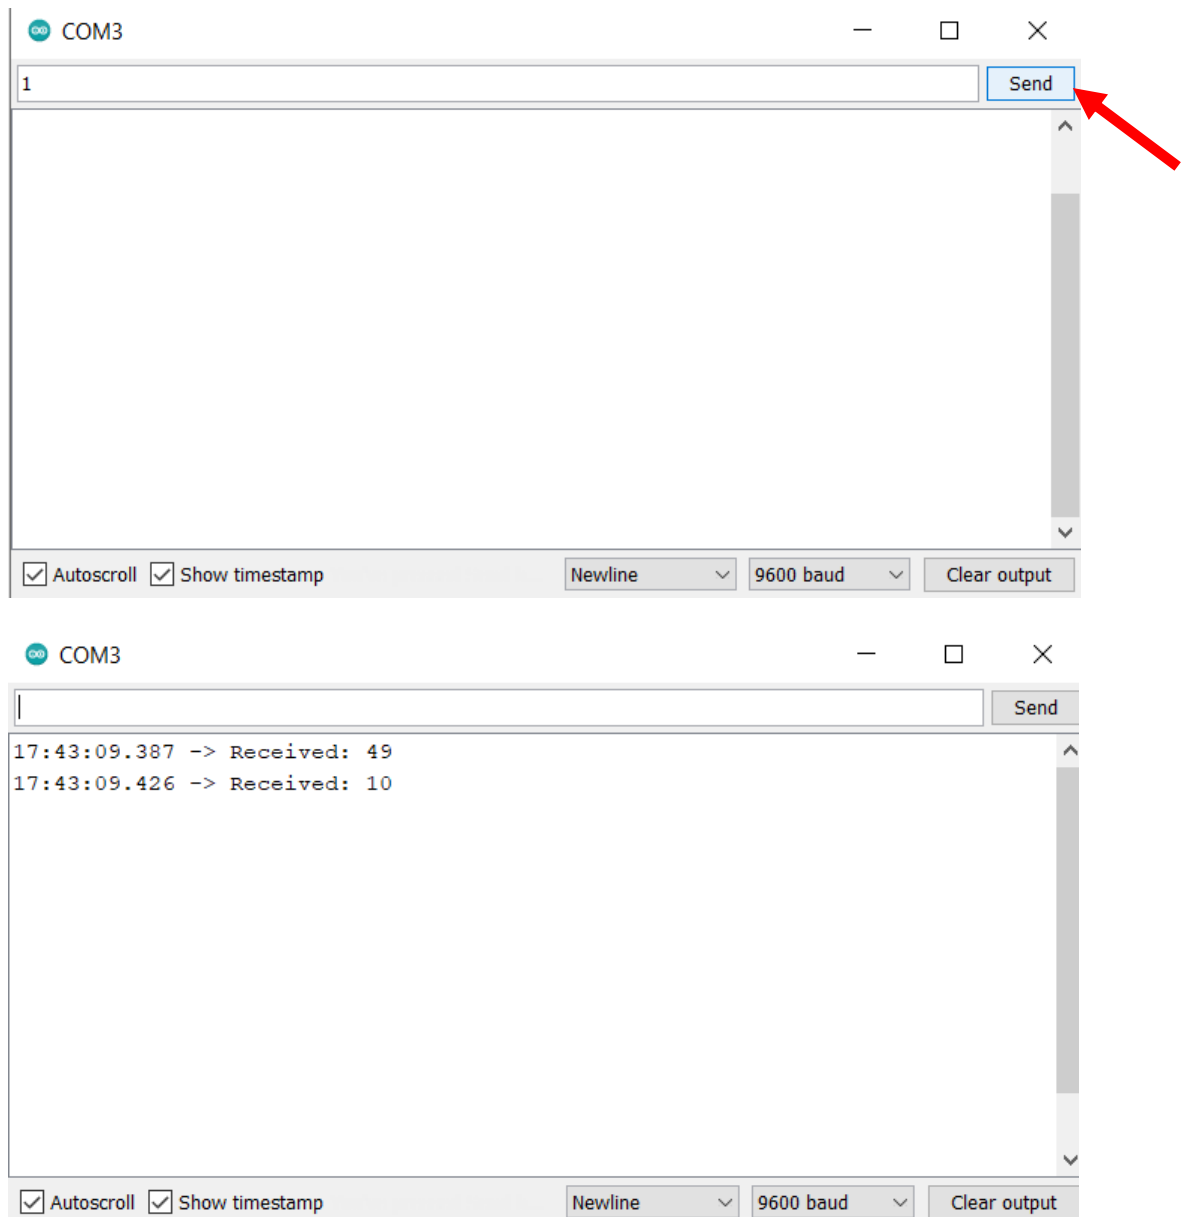 COM3
1
Send
Autoscroll Show timestamp Newline 9600 baud Clear output
COM3
Send
17:43:09.387 -> Received: 49
17:43:09.426 -> Received: 10
Autoscroll Show timestamp Newline 9600 baud Clear output